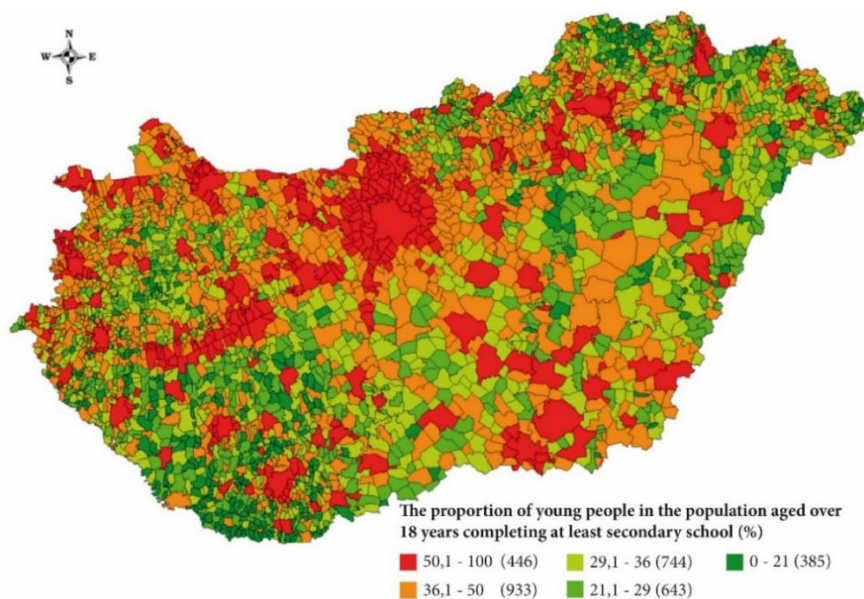 N
W E
S
The proportion of young people in the population aged over
18 years completing at least secondary school (%)
50,1 - 100 (446) 29,1 - 36 (744) 0 - 21 (385)
36,1 - 50 (933) 21,1 - 29 (643)